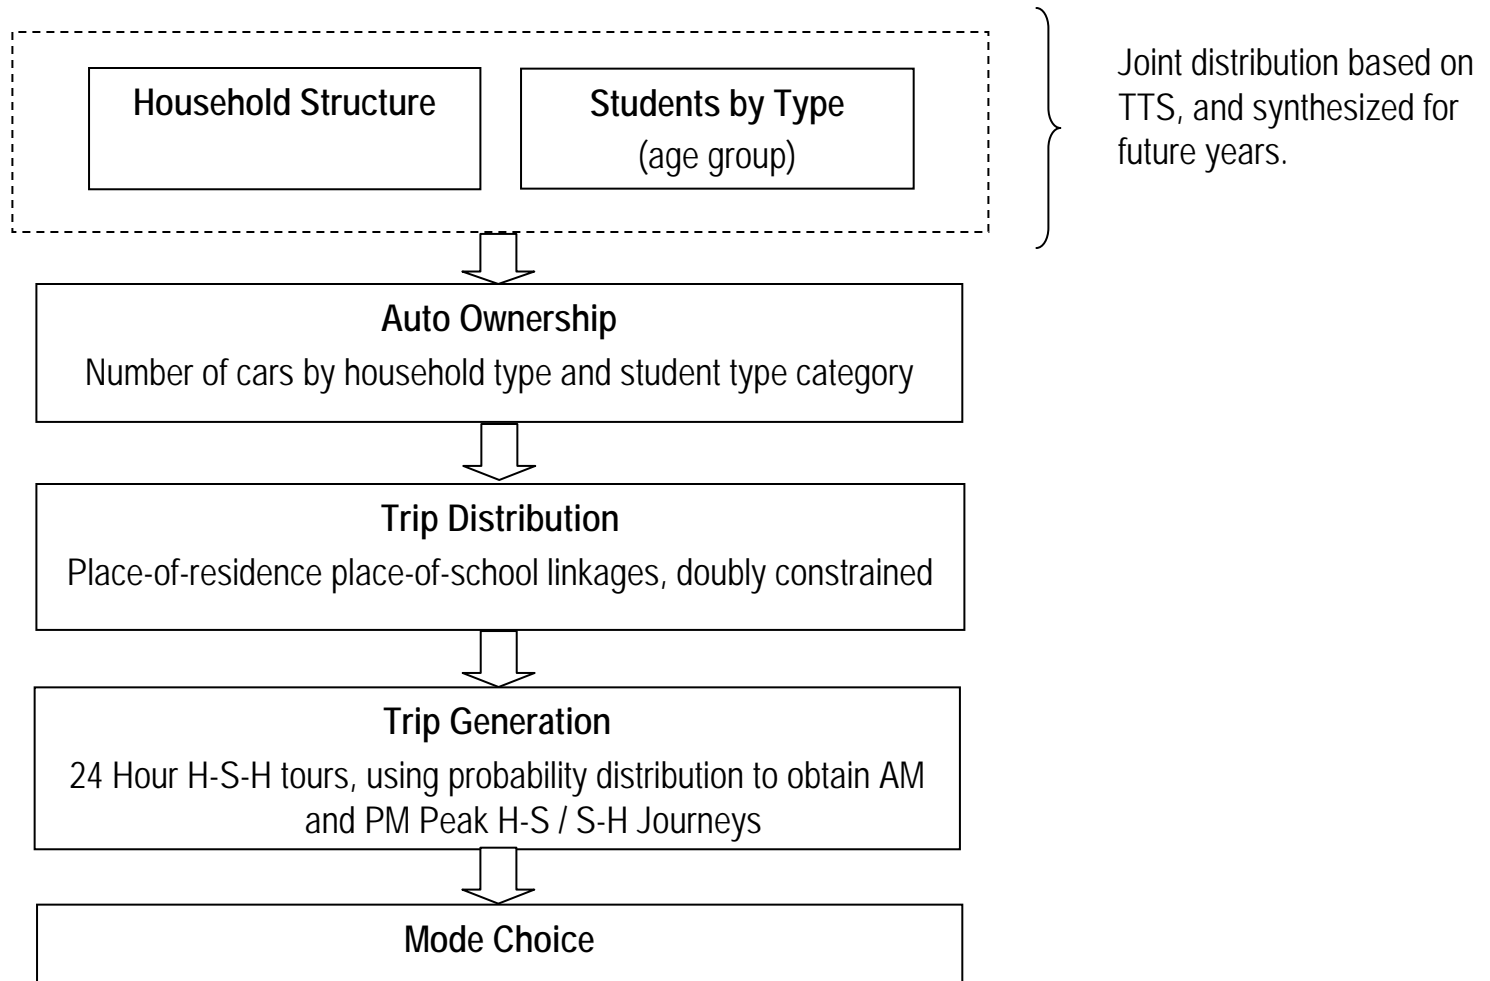 Household Structure
Students by Type
(age group)
Joint distribution based on
TTS, and synthesized for
future years.
Auto Ownership
Number of cars by household type and student type category
Trip Distribution
Place-of-residence place-of-school linkages, doubly constrained
Trip Generation
24 Hour H-S-H tours, using probability distribution to obtain AM
and PM Peak H-S / S-H Journeys
Mode Choice